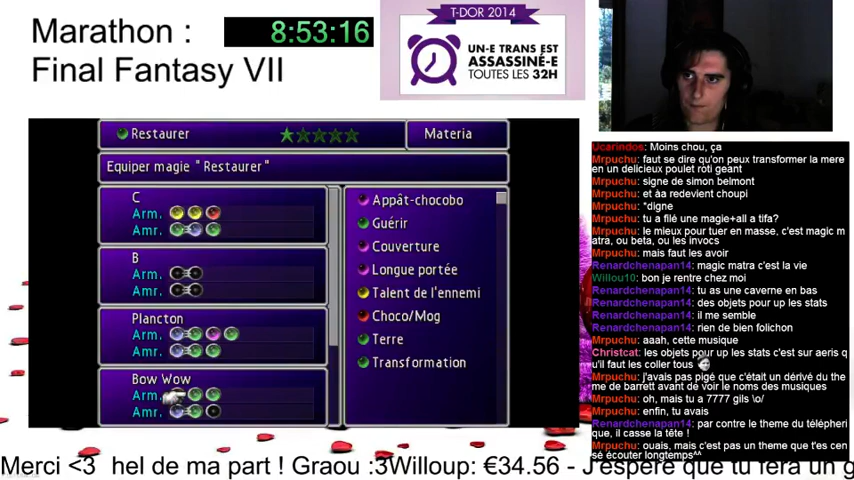 Marathon :
Final Fantasy VII
8:53:16
T-DOR 2014
UN-E TRANS EST
ASSASSINÉ-E
TOUTES LES 32H
Restaurer
Materia
Equiper magie " Restaurer"
C
Arm.
Amr.
B
Arm.
Amr.
Plancton
Arm.
Amr.
Bow Wow
Arm.
Amr.
Appât-chocobo
Guérir
Couverture
Longue portée
Talent de l'ennemi
Choco/Mog
Terre
Transformation
Ucarindos: Moins chou, ça
Mrpuchu: faut se dire qu'on peux transformer la mere
en un delicieux poulet roti geant
Mrpuchu: signe de simon belmont
Mrpuchu: et àa redevient choupi
Mrpuchu: *digne
Mrpuchu: tu a filé une magie+all a tifa?
Mrpuchu: le mieux pour tuer en masse, c'est magic m
atra, ou beta, ou les invocs
Mrpuchu: mais faut les avoir
Renardchenapan14: magic matra c'est la vie
Willou10: bon je rentre chez moi
Renardchenapan14: tu as une caverne en bas
Renardchenapan14: des objets pour up les stats
Renardchenapan14: il me semble
Renardchenapan14: rien de bien folichon
Mrpuchu: aaah, cette musique
Christcat: les objets pour up les stats c'est sur aeris q
u'il faut les coller tous
Mrpuchu: j'avais pas pigé que c'était un dérivé du the
me de barrett avant de voir le noms des musiques
Mrpuchu: oh, mais tu a 7777 gils \o/
Mrpuchu: enfin, tu avais
Renardchenapan14: par contre le theme du téléphéri
que, il casse la tête !
Mrpuchu: ouais, mais c'est pas un theme que t'es cen
sé écouter longtemps^^
Merci <3 hel de ma part ! Graou :3Willoup: €34.56 - J'espère que tu fera un g